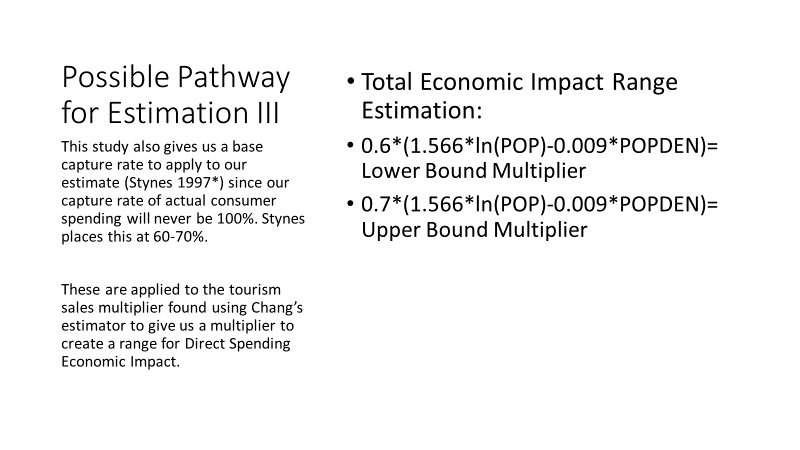 Possible Pathway
for Estimation III
This study also gives us a base
capture rate to apply to our
estimate (Stynes 1997*) since our
capture rate of actual consumer
spending will never be 100%. Stynes
places this at 60-70%.
These are applied to the tourism
sales multiplier found using Chang’s
estimator to give us a multiplier to
create a range for Direct Spending
Economic Impact.
• Total Economic Impact Range
Estimation:
• 0.6*(1.566*ln(POP)-0.009*POPDEN)=
Lower Bound Multiplier
• 0.7*(1.566*ln(POP)-0.009*POPDEN)=
Upper Bound Multiplier